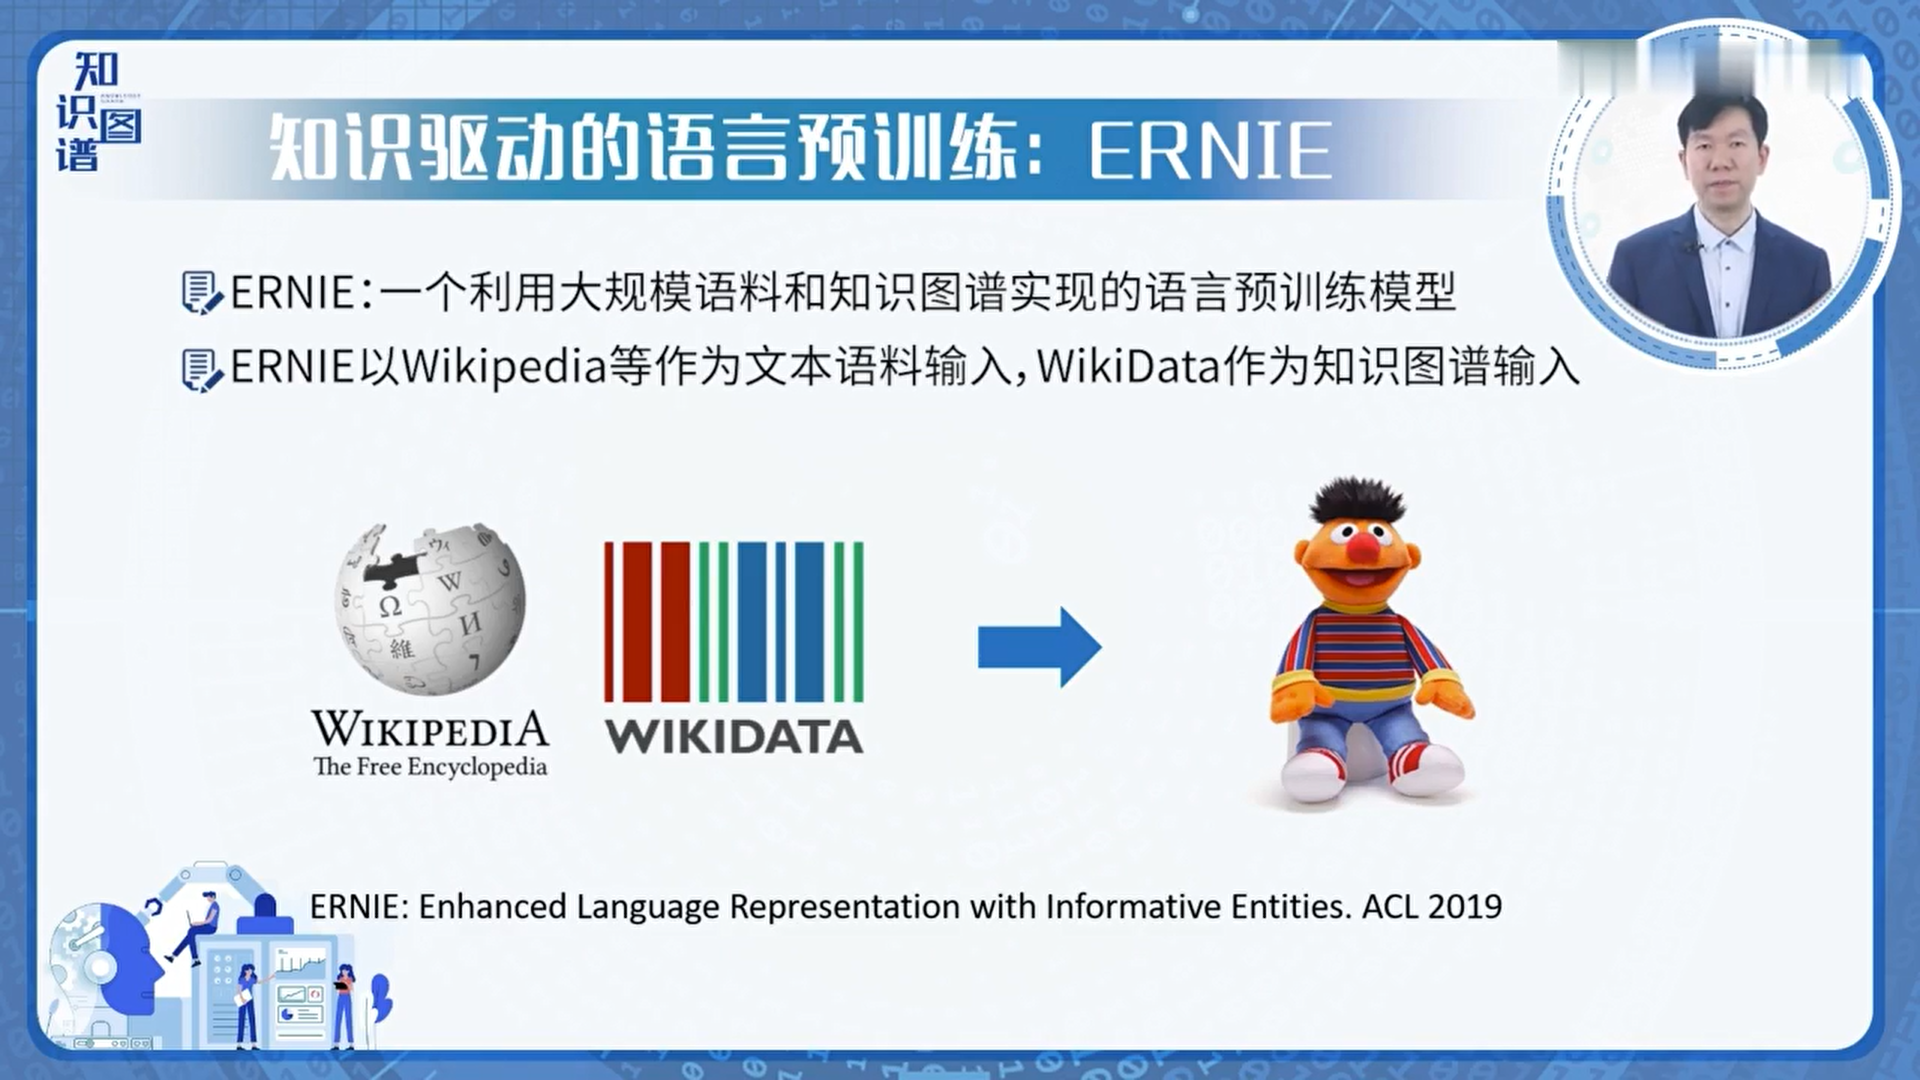 知识图谱
知识驱动的语言预训练：ERNIE
ERNIE：一个利用大规模语料和知识图谱实现的语言预训练模型
ERNIE以Wikipedia等作为文本语料输入，WikiData作为知识图谱输入
Ω W И 維
WIKIPEDIA
The Free Encyclopedia
WIKIDATA
ERNIE: Enhanced Language Representation with Informative Entities. ACL 2019